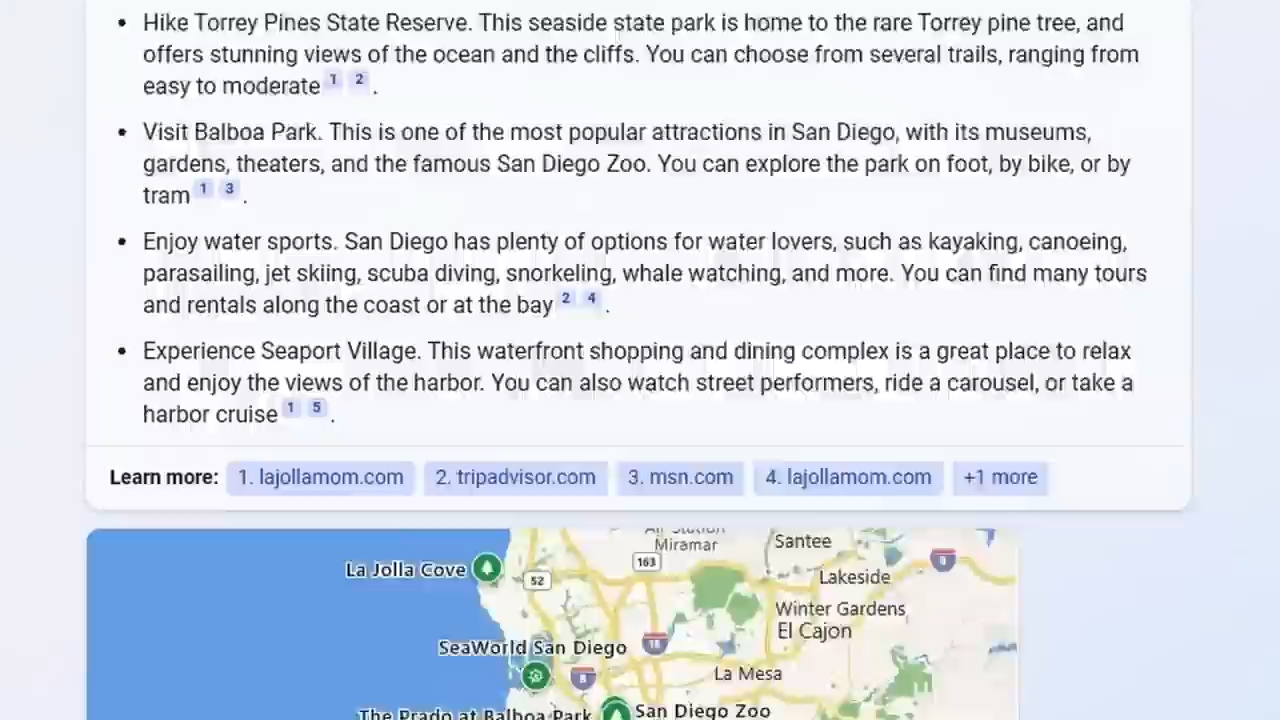 • Hike Torrey Pines State Reserve. This seaside state park is home to the rare Torrey pine tree, and
offers stunning views of the ocean and the cliffs. You can choose from several trails, ranging from
easy to moderate 1 2 .
• Visit Balboa Park. This is one of the most popular attractions in San Diego, with its museums,
gardens, theaters, and the famous San Diego Zoo. You can explore the park on foot, by bike, or by
tram 1 3 .
• Enjoy water sports. San Diego has plenty of options for water lovers, such as kayaking, canoeing,
parasailing, jet skiing, scuba diving, snorkeling, whale watching, and more. You can find many tours
and rentals along the coast or at the bay 2 4 .
• Experience Seaport Village. This waterfront shopping and dining complex is a great place to relax
and enjoy the views of the harbor. You can also watch street performers, ride a carousel, or take a
harbor cruise 1 5 .
Learn more: 1. lajollamom.com 2. tripadvisor.com 3. msn.com 4. lajollamom.com +1 more
Air Station
Miramar
Santee
163
8
La Jolla Cove
52
Lakeside
Winter Gardens
El Cajon
SeaWorld San Diego
15
8
La Mesa
The Prado at Balboa Park
San Diego Zoo